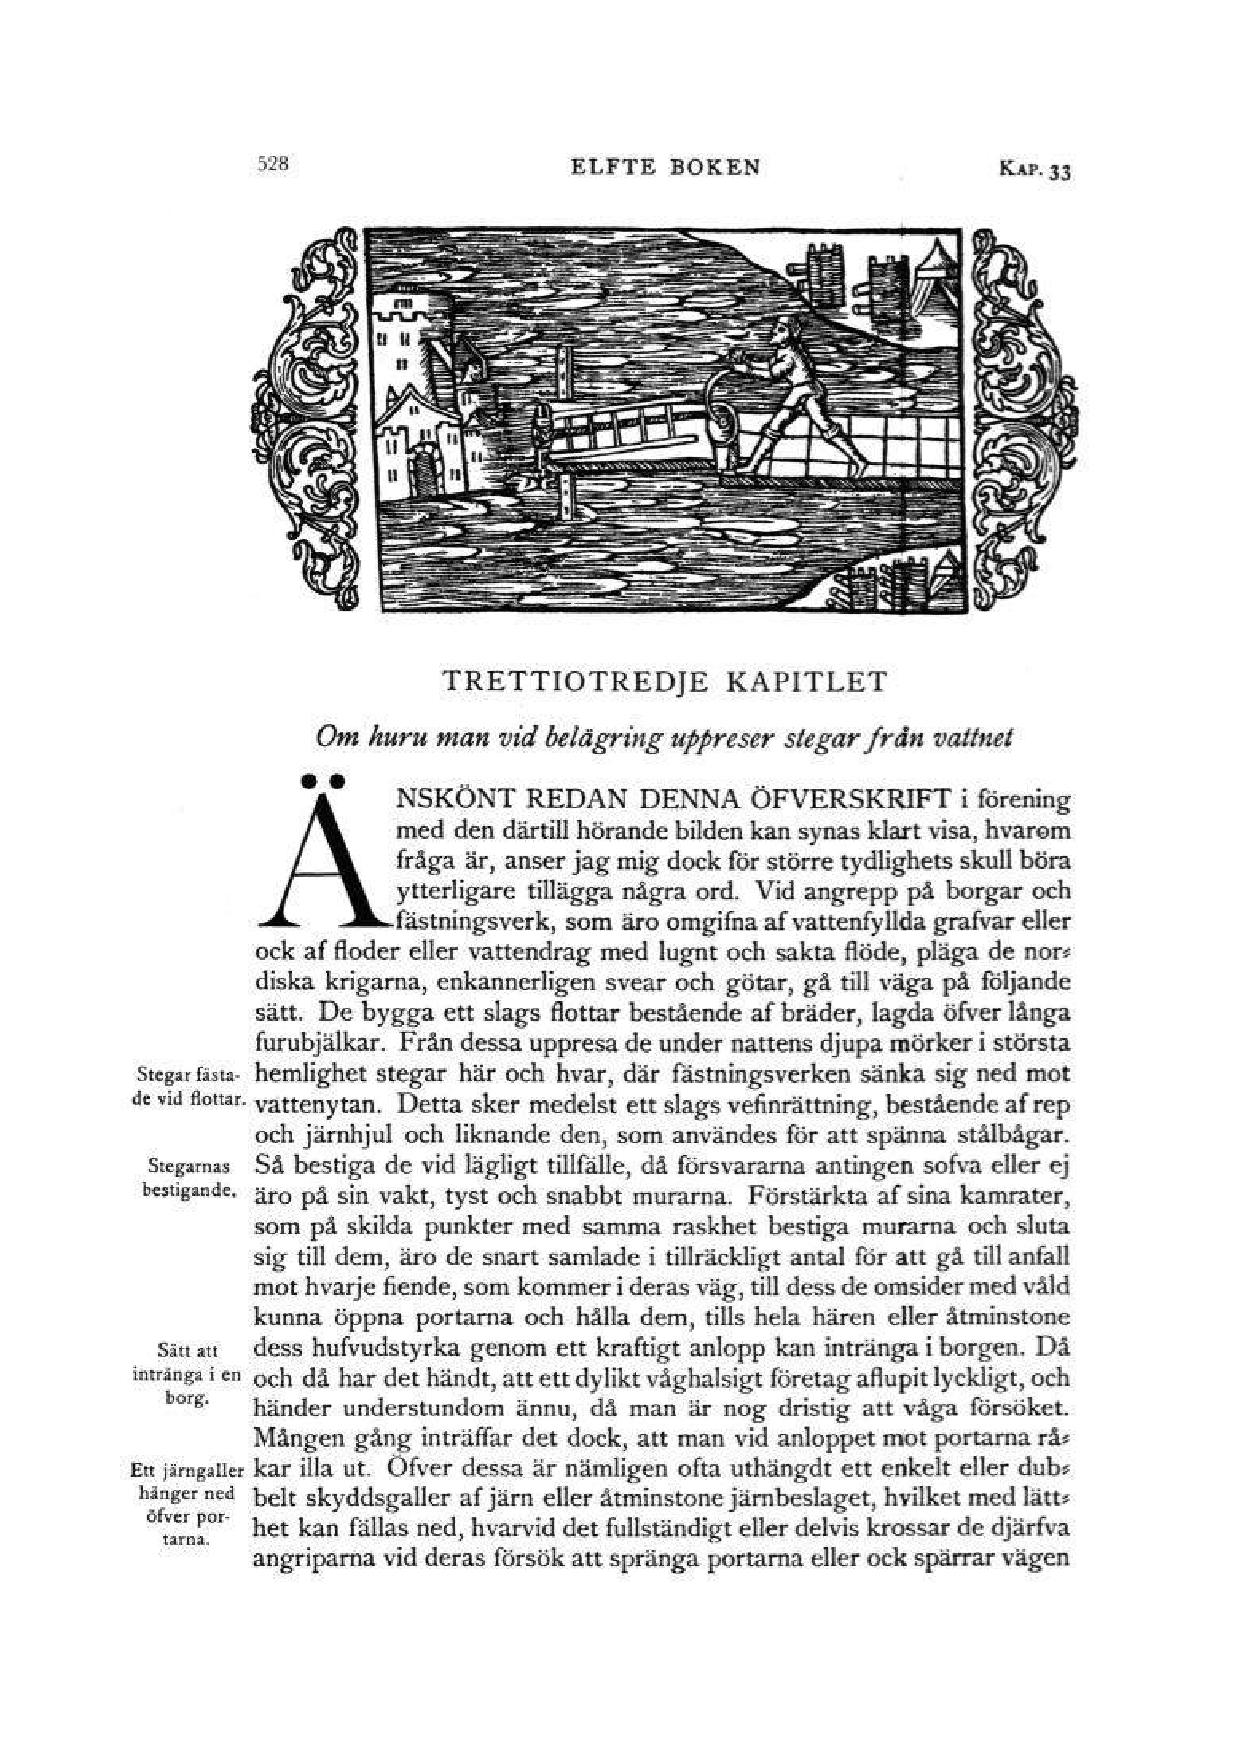 528 ELFTE BOKEN KAP. 33
TRETTIOTREDJE KAPITLET
Om huru man vid belägring uppreser stegar från vattnet
ÄNSKÖNT REDAN DENNA ÖFVERSKRIFT i förening
med den därtill hörande bilden kan synas klart visa, hvarom
fråga är, anser jag mig dock för större tydlighets skull böra
ytterligare tillägga några ord. Vid angrepp på borgar och
fästningsverk, som äro omgifna af vattenfyllda grafvar eller
ock af floder eller vattendrag med lugnt och sakta flöde, pläga de nor-
diska krigarna, enkannerligen svear och götar, gå till väga på följande
sätt. De bygga ett slags flottar bestående af bräder, lagda öfver långa
furubjälkar. Från dessa uppresa de under nattens djupa mörker i största
Stegar fästa-
de vid flottar.
hemlighet stegar här och hvar, där fästningsverken sänka sig ned mot
vattenytan. Detta sker medelst ett slags vefinrättning, bestående af rep
och järnhjul och liknande den, som användes för att spänna stålbågar.
Stegarnas
bestigande.
Så bestiga de vid lägligt tillfälle, då försvararna antingen sofva eller ej
äro på sin vakt, tyst och snabbt murarna. Förstärkta af sina kamrater,
som på skilda punkter med samma raskhet bestiga murarna och sluta
sig till dem, äro de snart samlade i tillräckligt antal för att gå till anfall
mot hvarje fiende, som kommer i deras väg, till dess de omsider med våld
kunna öppna portarna och hålla dem, tills hela hären eller åtminstone
Sätt att
intränga i en
borg.
dess hufvudstyrka genom ett kraftigt anlopp kan intränga i borgen. Då
och då har det händt, att ett dylikt våghalsigt företag aflupit lyckligt, och
händer understundom ännu, då man är nog dristig att våga försöket.
Mången gång inträffar det dock, att man vid anloppet mot portarna rå-
Ett järngaller
hänger ned
öfver por-
tarna.
kar illa ut. Öfver dessa är nämligen ofta uthängdt ett enkelt eller dub-
belt skyddsgaller af järn eller åtminstone järnbeslaget, hvilket med lätt-
het kan fällas ned, hvarvid det fullständigt eller delvis krossar de djärfva
angriparna vid deras försök att spränga portarna eller ock spärrar vägen